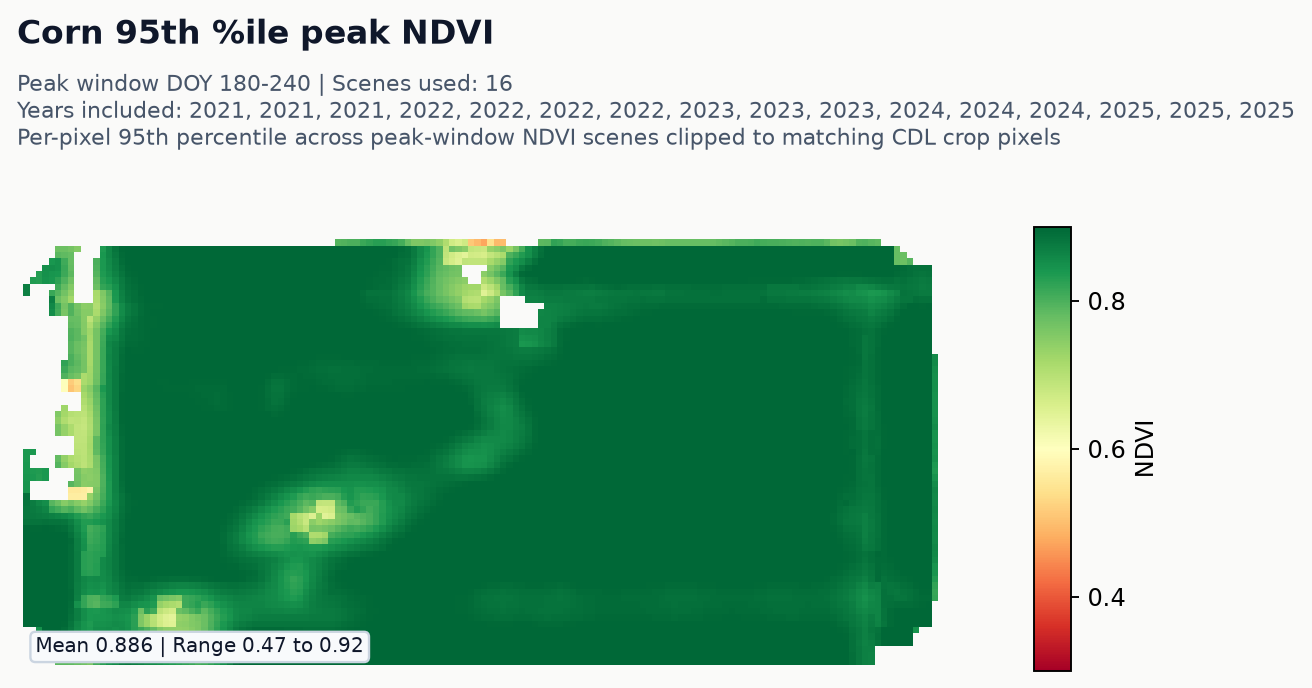 Corn 95th %ile peak NDVI
Peak window DOY 180-240 | Scenes used: 16
Years included: 2021, 2021, 2021, 2022, 2022, 2022, 2022, 2023, 2023, 2023, 2024, 2024, 2024, 2025, 2025, 2025
Per-pixel 95th percentile across peak-window NDVI scenes clipped to matching CDL crop pixels
0.8
0.6
0.4
NDVI
Mean 0.886 | Range 0.47 to 0.92